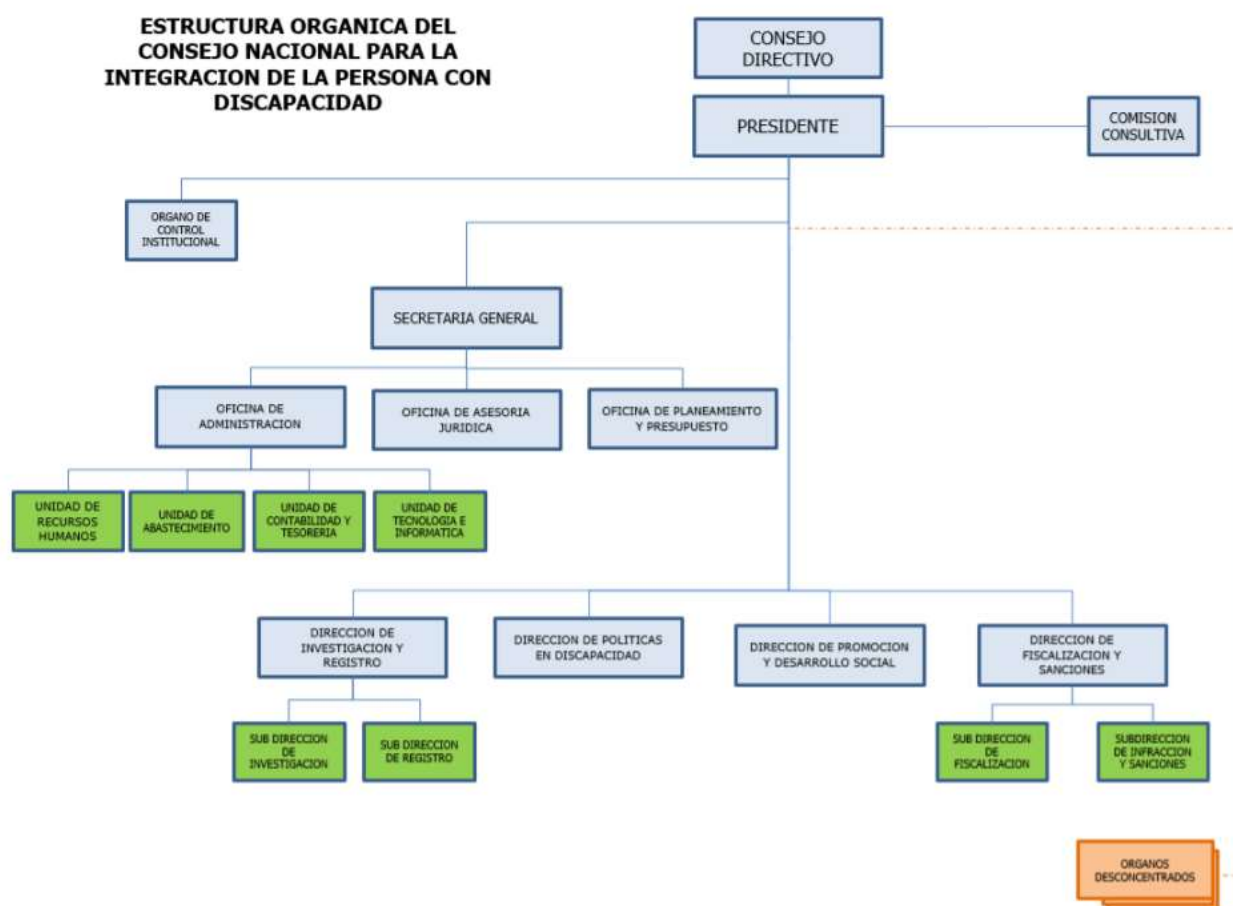 ESTRUCTURA ORGANICA DEL
CONSEJO NACIONAL PARA LA
INTEGRACION DE LA PERSONA CON
DISCAPACIDAD
CONSEJO
DIRECTIVO
PRESIDENTE
COMISION
CONSULTIVA
ORGANO DE
CONTROL
INSTITUCIONAL
SECRETARIA GENERAL
OFICINA DE
ADMINISTRACION
OFICINA DE ASESORIA
JURIDICA
OFICINA DE PLANEAMIENTO
Y PRESUPUESTO
UNIDAD DE
RECURSOS
HUMANOS
UNIDAD DE
ABASTECIMIENTO
UNIDAD DE
CONTABILIDAD Y
TESORERIA
UNIDAD DE
TECNOLOGIA E
INFORMATICA
DIRECCION DE
INVESTIGACION Y
REGISTRO
DIRECCION DE POLITICAS
EN DISCAPACIDAD
DIRECCION DE PROMOCION
Y DESARROLLO SOCIAL
DIRECCION DE
FISCALIZACION Y
SANCIONES
SUB DIRECCION
DE
INVESTIGACION
SUB DIRECCION
DE REGISTRO
SUB DIRECCION
DE
FISCALIZACION
SUBDIRECCION
DE INFRACCION
Y SANCIONES
ORGANOS
DESCONCENTRADOS